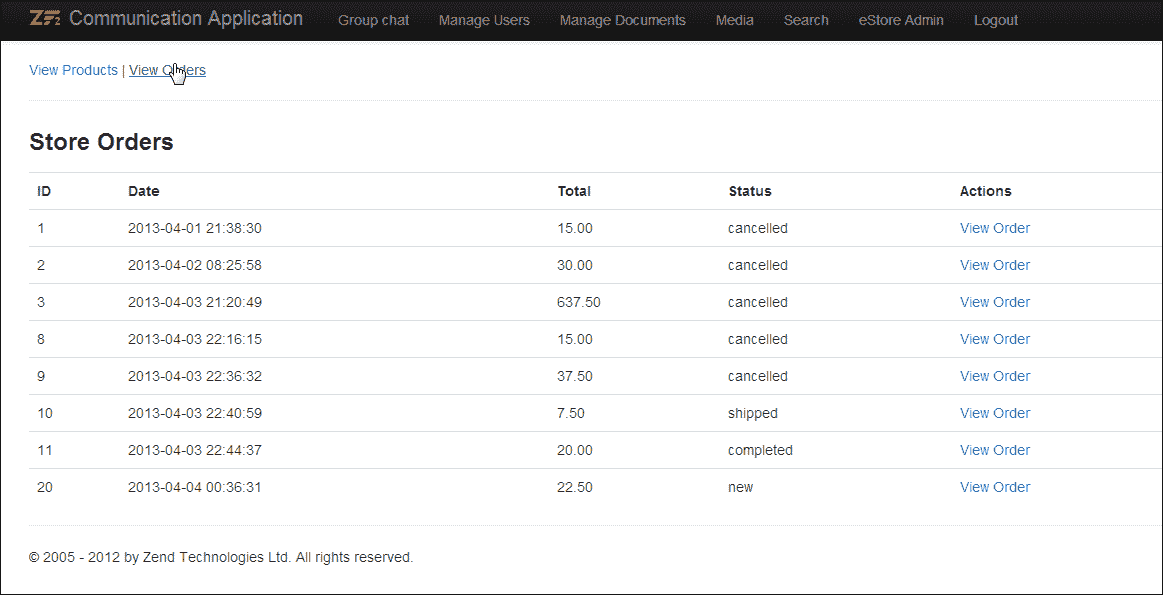 ZF2 Communication Application Group chat Manage Users Manage Documents Media Search eStore Admin Logout
View Products | View Orders
Store Orders
ID Date Total Status Actions
1 2013-04-01 21:38:30 15.00 cancelled View Order
2 2013-04-02 08:25:58 30.00 cancelled View Order
3 2013-04-03 21:20:49 637.50 cancelled View Order
8 2013-04-03 22:16:15 15.00 cancelled View Order
9 2013-04-03 22:36:32 37.50 cancelled View Order
10 2013-04-03 22:40:59 7.50 shipped View Order
11 2013-04-03 22:44:37 20.00 completed View Order
20 2013-04-04 00:36:31 22.50 new View Order
© 2005 - 2012 by Zend Technologies Ltd. All rights reserved.